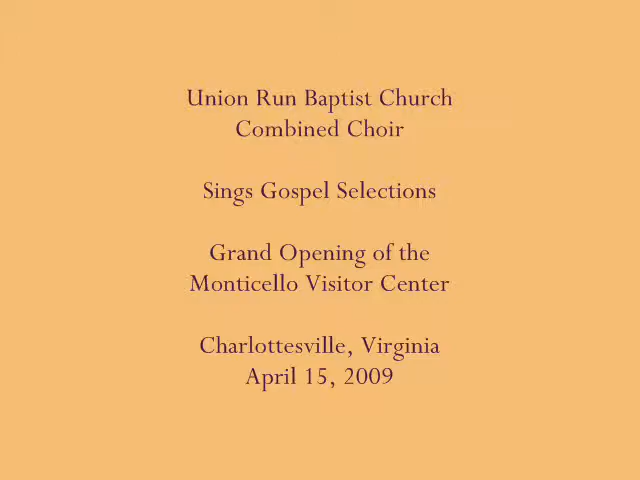 Union Run Baptist Church
Combined Choir
Sings Gospel Selections
Grand Opening of the
Monticello Visitor Center
Charlottesville, Virginia
April 15, 2009